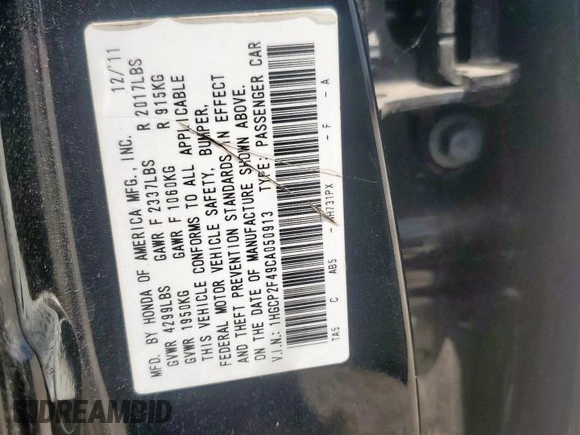 MFD. BY HONDA OF AMERICA MFG., INC. 12/'11
GVWR 4299LBS GAWR F 2337LBS R 2017LBS
GVWR 1950KG GAWR F 1060KG R 915KG
THIS VEHICLE CONFORMS TO ALL APPLICABLE
FEDERAL MOTOR VEHICLE SAFETY, BUMPER,
AND THEFT PREVENTION STANDARDS IN EFFECT
ON THE DATE OF MANUFACTURE SHOWN ABOVE.
V.I.N.: 1HGCP2F49CA050913 TYPE: PASSENGER CAR
TA5 C AB5 - NH731PX - F - A
DREAMBID